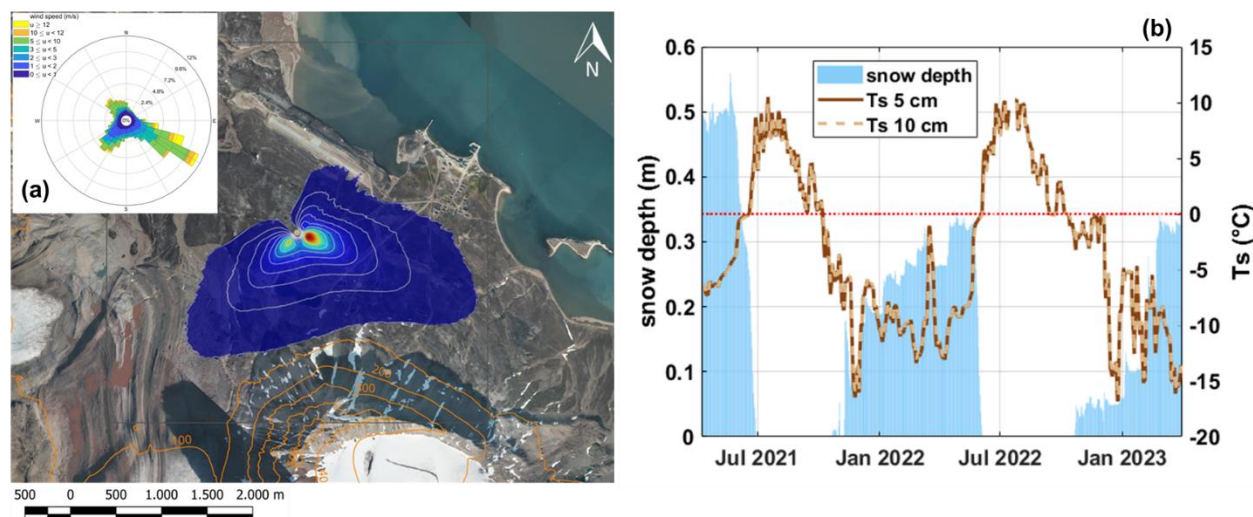 wind speed (m/s)
u ≥ 12
10 ≤ u < 12
5 ≤ u < 10
3 ≤ u < 5
2 ≤ u < 3
1 ≤ u < 2
0 ≤ u < 1
N
12%
9.6%
7.2%
4.8%
2.4%
0%
W
E
S
(a)
N
200
300
100
500 0 500 1.000 1.500 2.000 m
(b)
snow depth
Ts 5 cm
Ts 10 cm
snow depth (m)
0.6
0.5
0.4
0.3
0.2
0.1
0
Ts (°C)
15
10
5
0
-5
-10
-15
-20
Jul 2021 Jan 2022 Jul 2022 Jan 2023